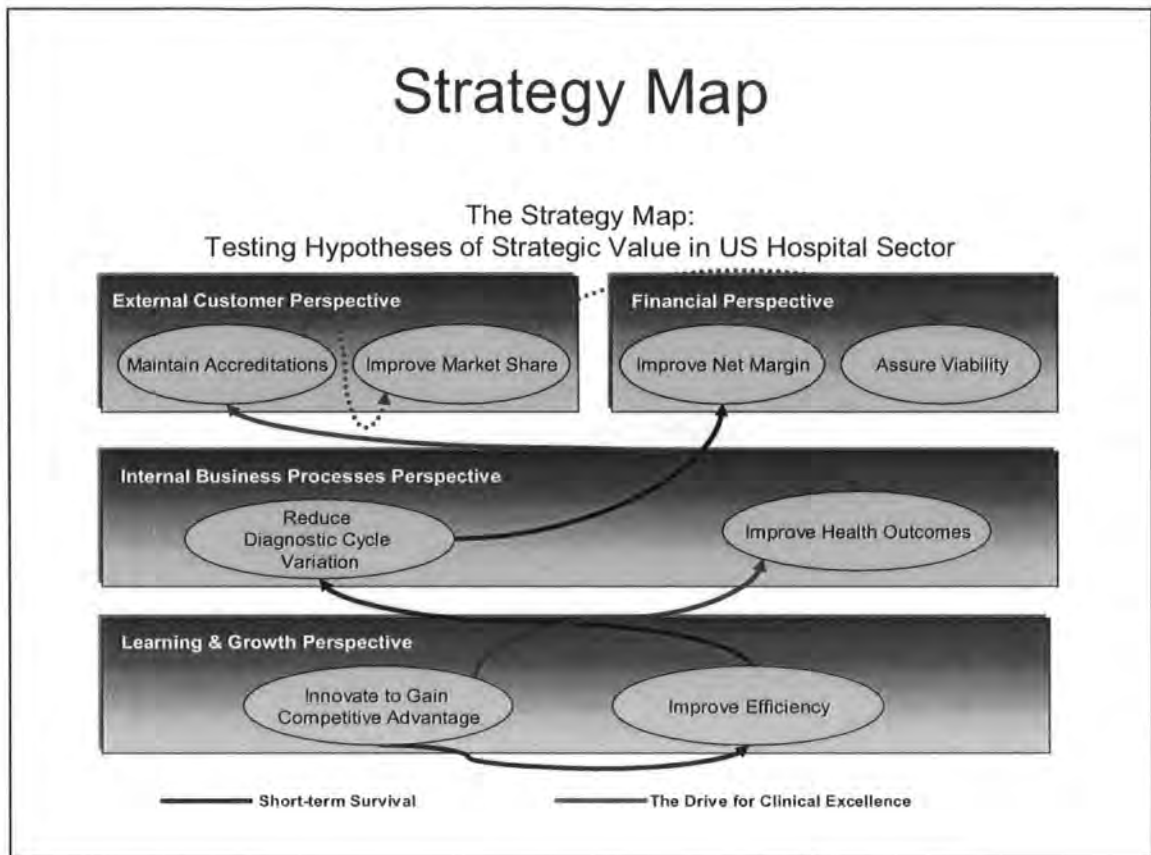 Strategy Map
The Strategy Map:
Testing Hypotheses of Strategic Value in US Hospital Sector
External Customer Perspective
Maintain Accreditations
Improve Market Share
Financial Perspective
Improve Net Margin
Assure Viability
Internal Business Processes Perspective
Reduce
Diagnostic Cycle
Variation
Improve Health Outcomes
Learning & Growth Perspective
Innovate to Gain
Competitive Advantage
Improve Efficiency
Short-term Survival
The Drive for Clinical Excellence